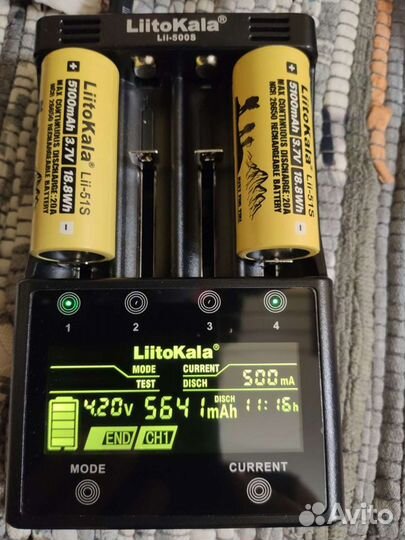 LiitoKala®
Lii-500S
LiitoKala® Lii-51S
5100mAh 3.7V 18.8Wh
MAX CONTINUOUS DISCHARGE:20A
NCR 26650 RECHARGEABLE BATTERY
LiitoKala Lii-51S
5100mAh 3.7V 18.8Wh
MAX CONTINUOUS DISCHARGE:20A
NCR 26650 RECHARGEABLE BATTERY
1 2 3 4
LiitoKala®
MODE CURRENT
TEST DISCH 500 mA
4.20V 5641mAh DISCH 11:16h
END CH1
MODE CURRENT
Avito